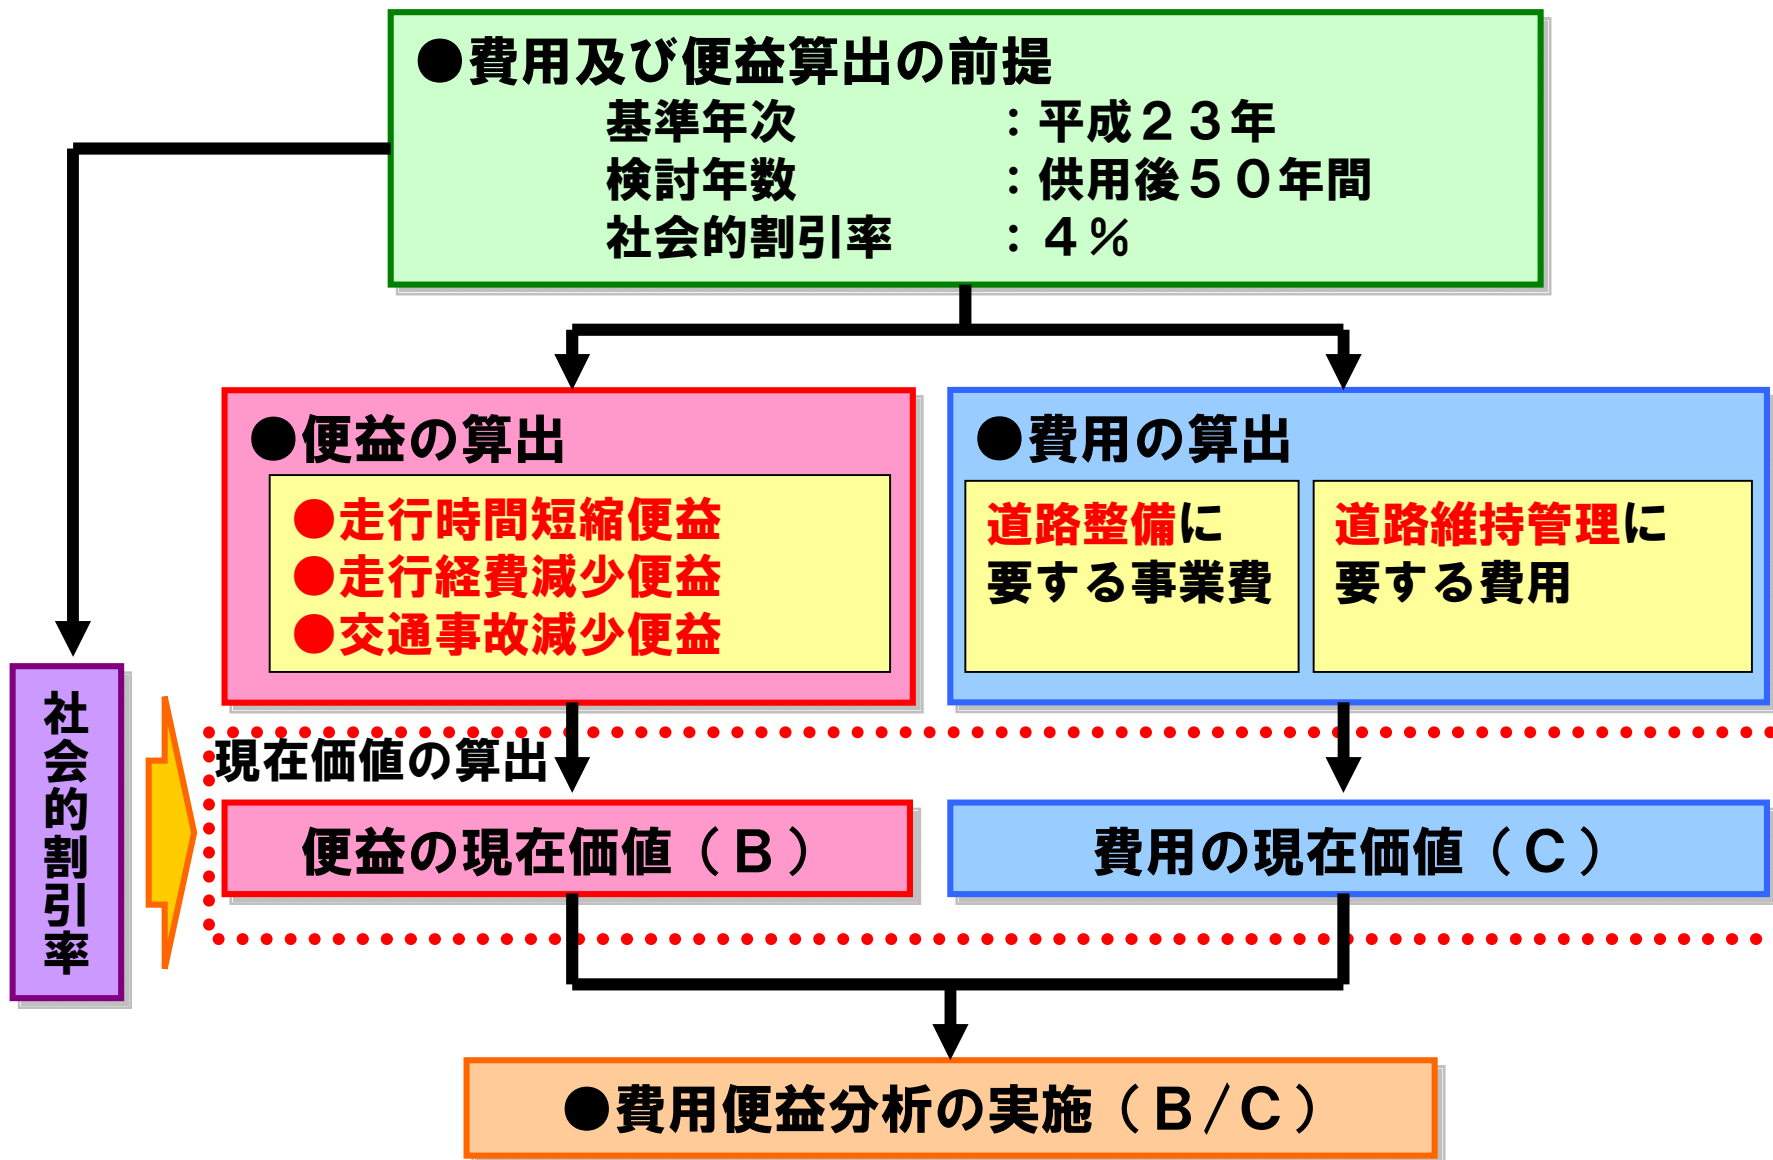 ●費用及び便益算出の前提
基準年次：平成２３年
検討年数：供用後５０年間
社会的割引率：４％
●便益の算出
●走行時間短縮便益
●走行経費減少便益
●交通事故減少便益
●費用の算出
道路整備に
要する事業費
道路維持管理に
要する費用
社会的割引率
現在価値の算出
便益の現在価値（Ｂ）
費用の現在価値（Ｃ）
●費用便益分析の実施（Ｂ／Ｃ）